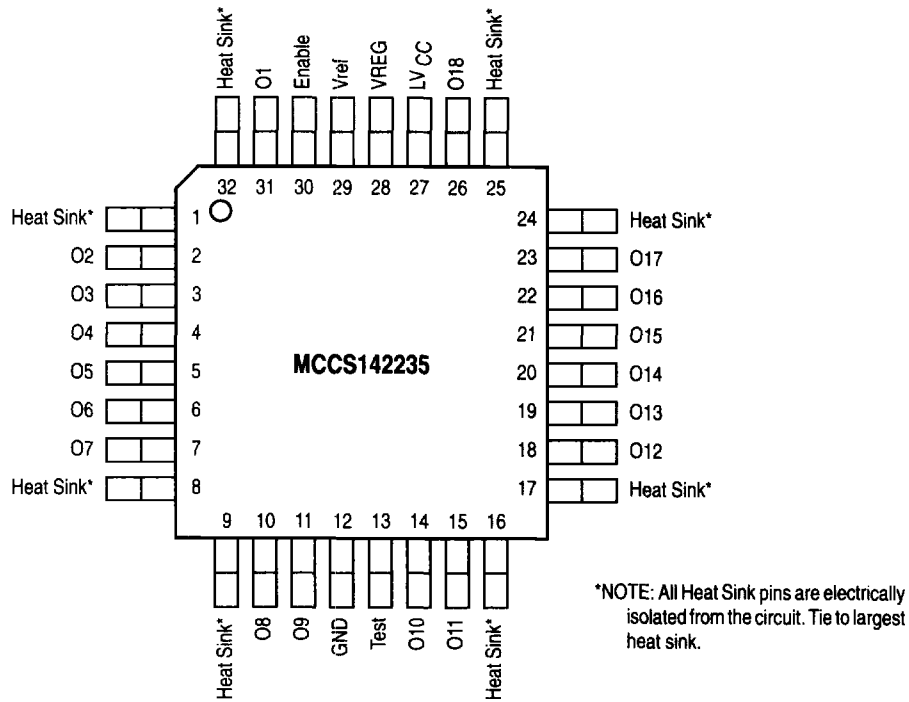 Heat Sink*
O1
Enable
Vref
VREG
LVCC
O18
Heat Sink*
32 31 30 29 28 27 26 25
Heat Sink* 1
O2 2
O3 3
O4 4
O5 5
O6 6
O7 7
Heat Sink* 8
MCCS142235
24 Heat Sink*
23 O17
22 O16
21 O15
20 O14
19 O13
18 O12
17 Heat Sink*
9 10 11 12 13 14 15 16
Heat Sink*
O8
O9
GND
Test
O10
O11
Heat Sink*
*NOTE: All Heat Sink pins are electrically
isolated from the circuit. Tie to largest
heat sink.